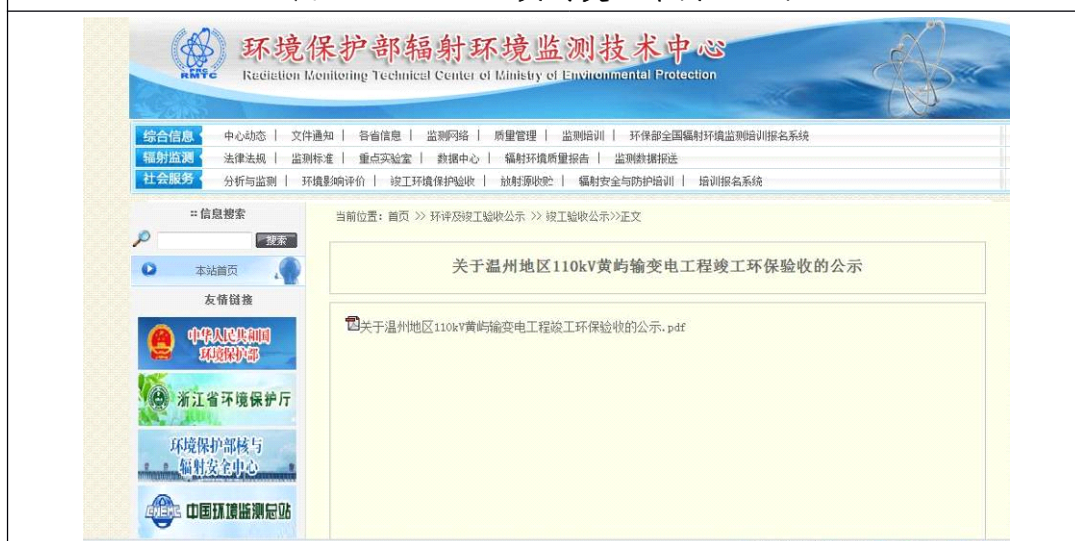 环境保护部辐射环境监测技术中心
PRC
RMTC
Radiation Monitoring Technical Center of Ministry of Environmental Protection
综合信息 中心动态 | 文件通知 | 各省信息 | 监测网络 | 质量管理 | 监测培训 | 环保部全国辐射环境监测培训报名系统
辐射监测 法律法规 | 监测标准 | 重点实验室 | 数据中心 | 辐射环境质量报告 | 监测数据报送
社会服务 分析与监测 | 环境影响评价 | 竣工环境保护验收 | 放射源收贮 | 辐射安全与防护培训 | 培训报名系统
:: 信息搜索
搜索
本站首页
友情链接
中华人民共和国
环境保护部
浙江省环境保护厅
环境保护部核与
辐射安全中心
CNEMC 中国环境监测总站
当前位置：首页 >> 环评及竣工验收公示 >> 竣工验收公示>>正文
关于温州地区110kV黄屿输变电工程竣工环保验收的公示
关于温州地区110kV黄屿输变电工程竣工环保验收的公示.pdf